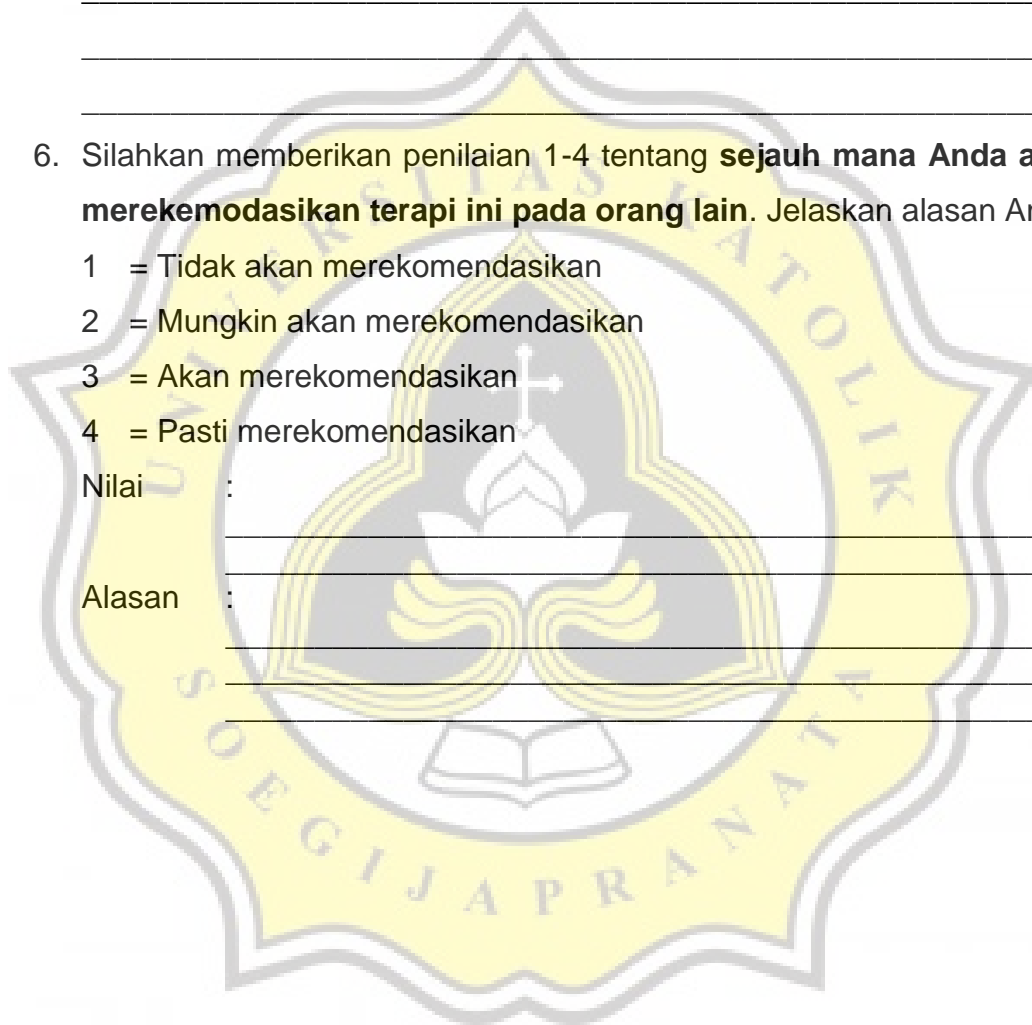 6. Silahkan memberikan penilaian 1-4 tentang sejauh mana Anda a
merekemodasikan terapi ini pada orang lain. Jelaskan alasan A
1 = Tidak akan merekomendasikan
2 = Mungkin akan merekomendasikan
3 = Akan merekomendasikan
4 = Pasti merekomendasikan
Nilai :
Alasan :
UNIVERSITAS KATOLIK
SOEGIJAPRANATA